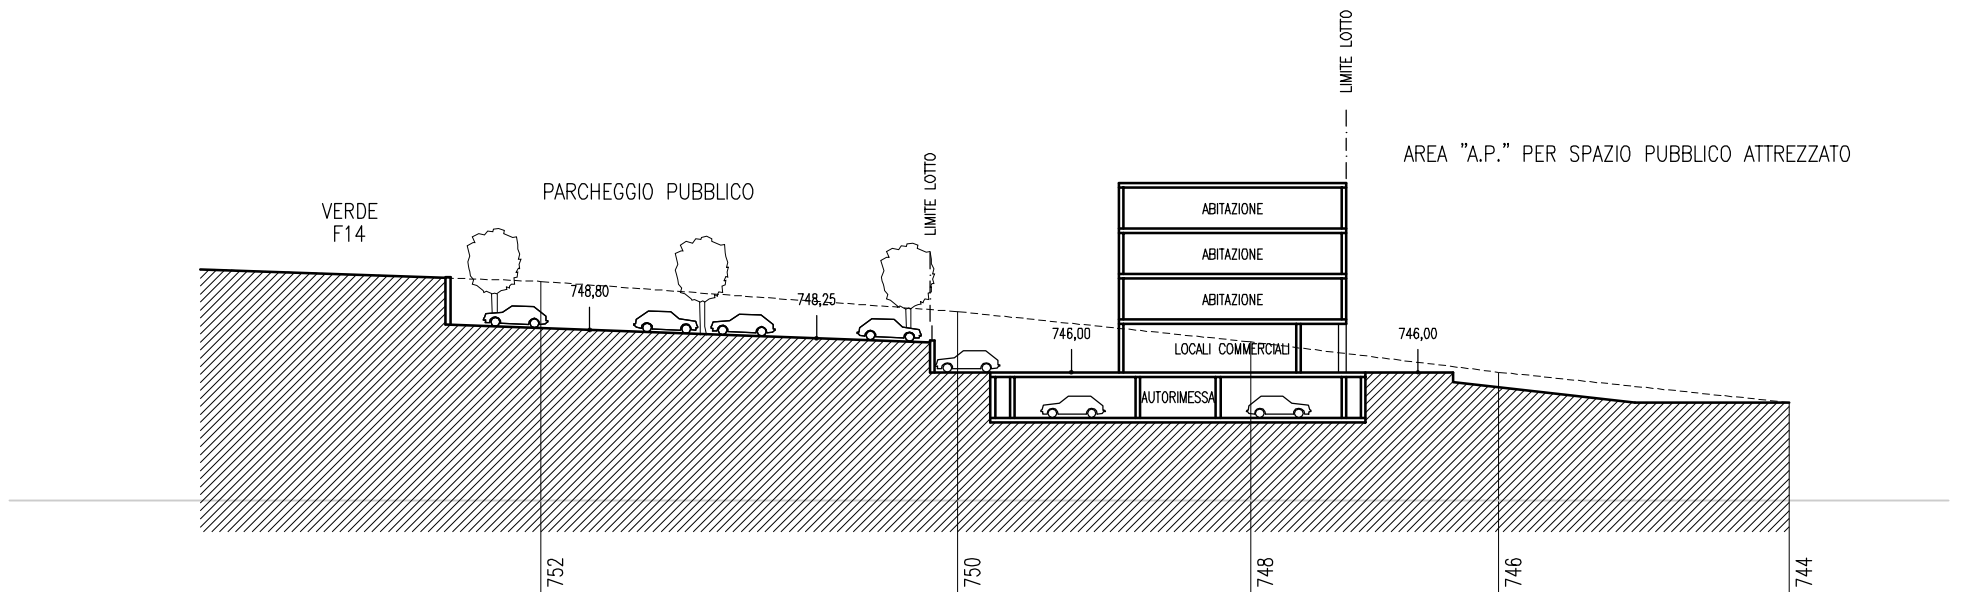 LIMITE LOTTO
AREA "A.P." PER SPAZIO PUBBLICO ATTREZZATO
LIMITE LOTTO
PARCHEGGIO PUBBLICO
VERDE
F14
ABITAZIONE
ABITAZIONE
ABITAZIONE
748,80
748,25
746,00
746,00
LOCALI COMMERCIALI
AUTORIMESSA
752
750
748
746
744